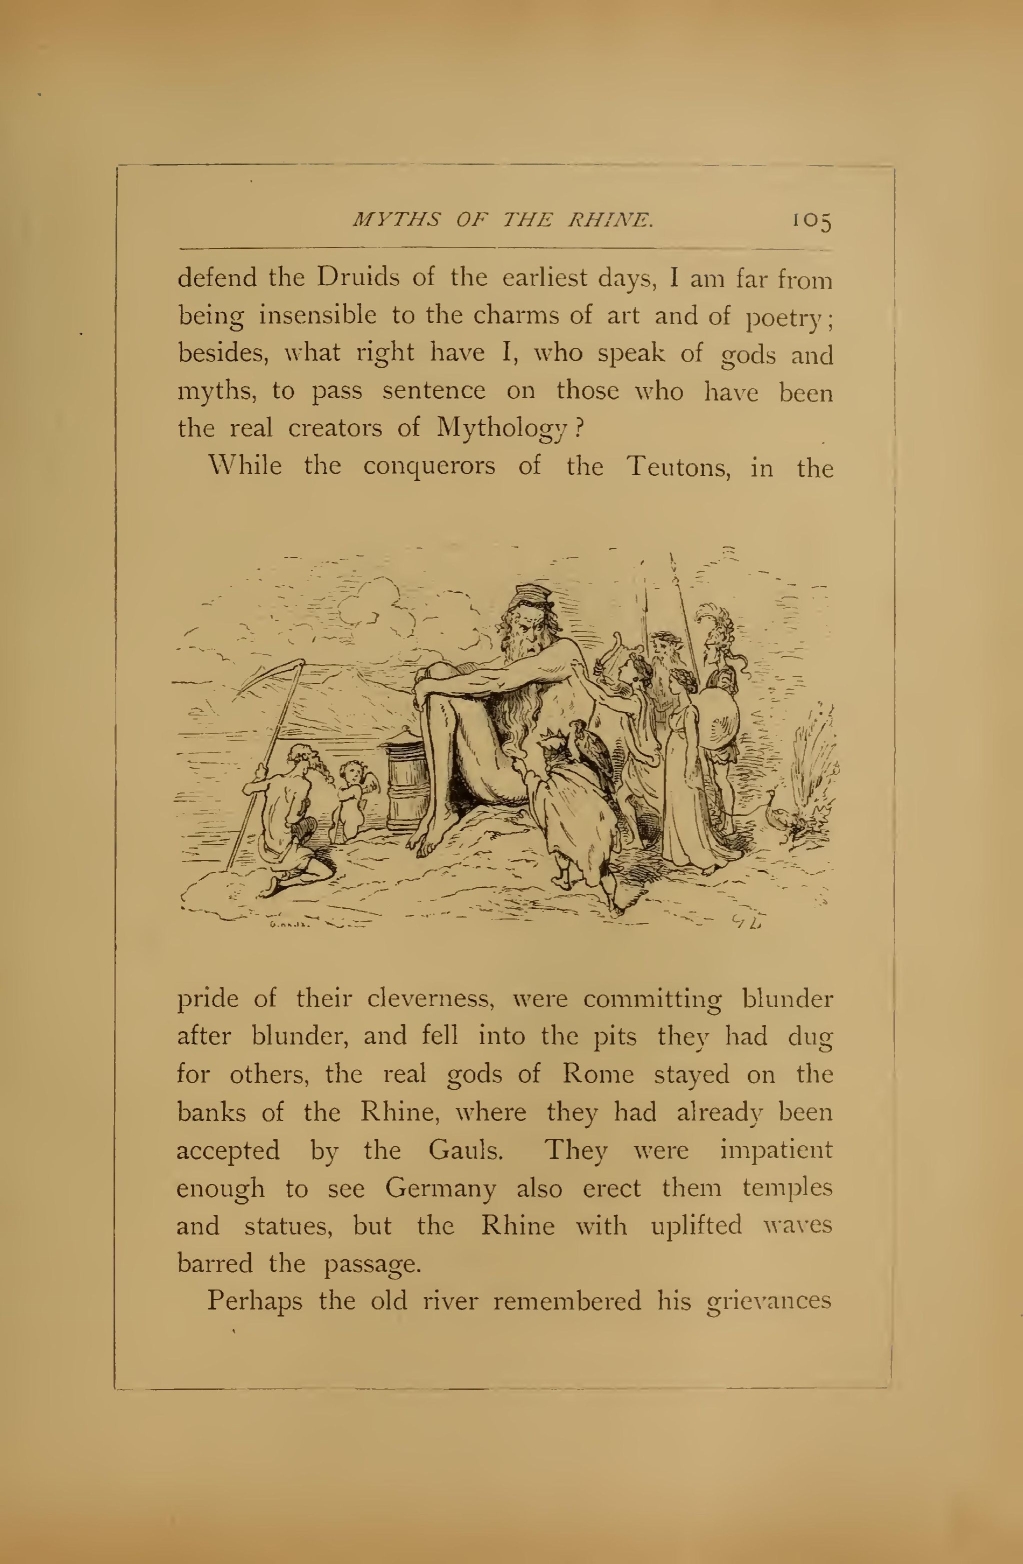 MYTHS OF THE RHINE. 105
defend the Druids of the earliest days, I am far from
being insensible to the charms of art and of poetry;
besides, what right have I, who speak of gods and
myths, to pass sentence on those who have been
the real creators of Mythology?
While the conquerors of the Teutons, in the
pride of their cleverness, were committing blunder
after blunder, and fell into the pits they had dug
for others, the real gods of Rome stayed on the
banks of the Rhine, where they had already been
accepted by the Gauls. They were impatient
enough to see Germany also erect them temples
and statues, but the Rhine with uplifted waves
barred the passage.
Perhaps the old river remembered his grievances